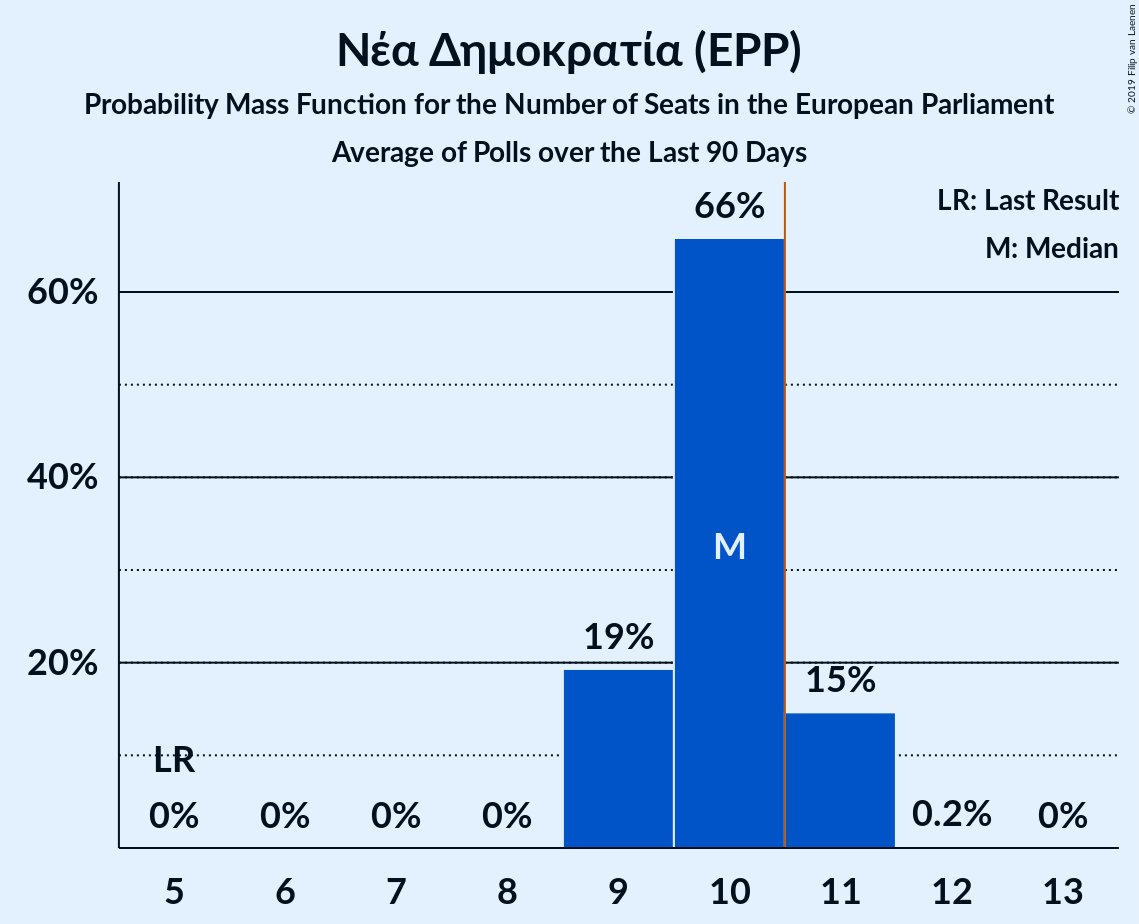 Νέα Δημοκρατία (EPP)
Probability Mass Function for the Number of Seats in the European Parliament
Average of Polls over the Last 90 Days
© 2019 Filip van Laenen
LR: Last Result
M: Median
66%
60%
40%
M
19%
20%
15%
LR
0% 0% 0% 0% 0.2% 0%
5 6 7 8 9 10 11 12 13